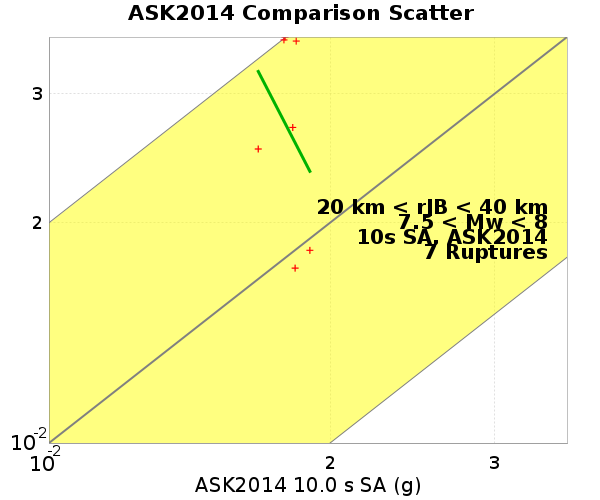 ASK2014 Comparison Scatter
3
2
20 km < rJB < 40 km
7.5 < Mw < 8
10s SA, ASK2014
7 Ruptures
10-2
10-2
2
3
ASK2014 10.0 s SA (g)